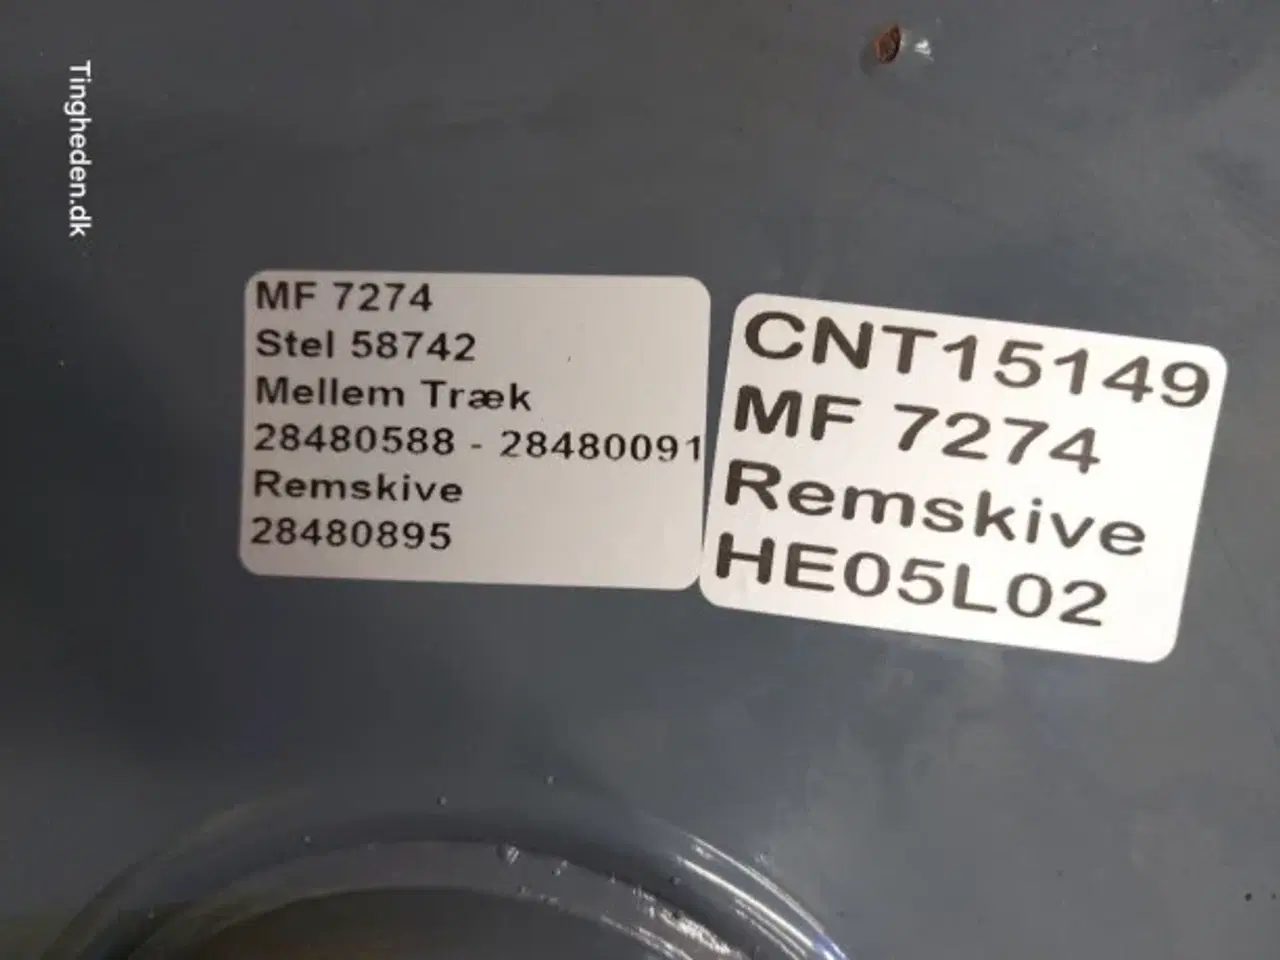 Tingheden.dk
MF 7274
Stel 58742
Mellem Træk
28480588 - 28480091
Remskive
28480895
CNT15149
MF 7274
Remskive
HE05L02